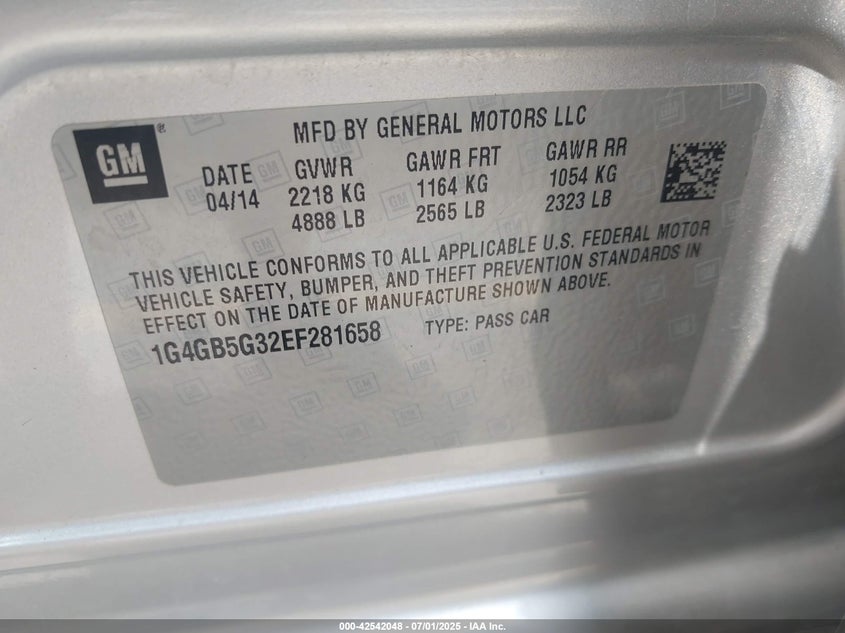 GM
®
MFD BY GENERAL MOTORS LLC
DATE GVWR GAWR FRT GAWR RR
04/14 2218 KG 1164 KG 1054 KG
4888 LB 2565 LB 2323 LB
THIS VEHICLE CONFORMS TO ALL APPLICABLE U.S. FEDERAL MOTOR
VEHICLE SAFETY, BUMPER, AND THEFT PREVENTION STANDARDS IN
EFFECT ON THE DATE OF MANUFACTURE SHOWN ABOVE.
1G4GB5G32EF281658 TYPE: PASS CAR
000-42542048 - 07/01/2025 - IAA Inc.